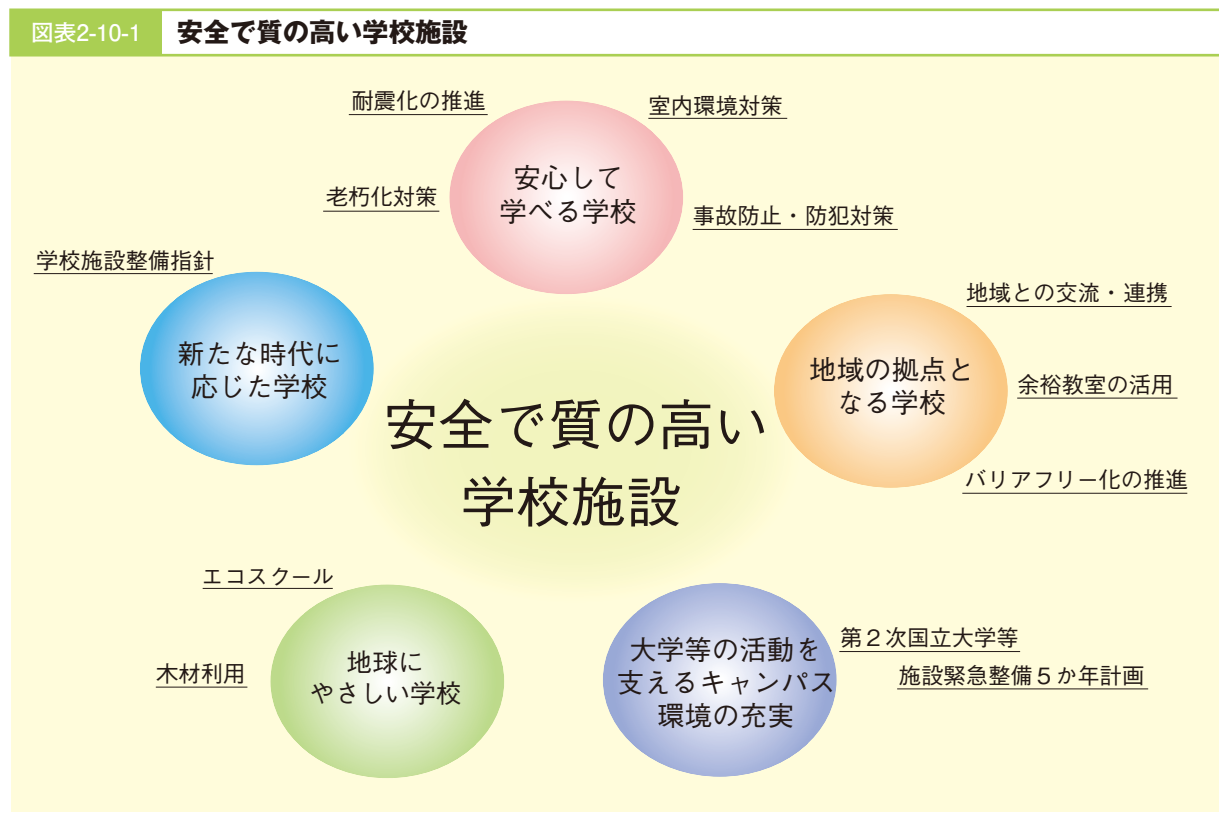 図表2-10-1 安全で質の高い学校施設
耐震化の推進
室内環境対策
安心して
学べる学校
老朽化対策
事故防止・防犯対策
学校施設整備指針
新たな時代に
応じた学校
地域との交流・連携
地域の拠点と
なる学校
余裕教室の活用
バリアフリー化の推進
安全で質の高い
学校施設
エコスクール
地球に
やさしい学校
木材利用
大学等の活動を
支えるキャンパス
環境の充実
第2次国立大学等
施設緊急整備5か年計画